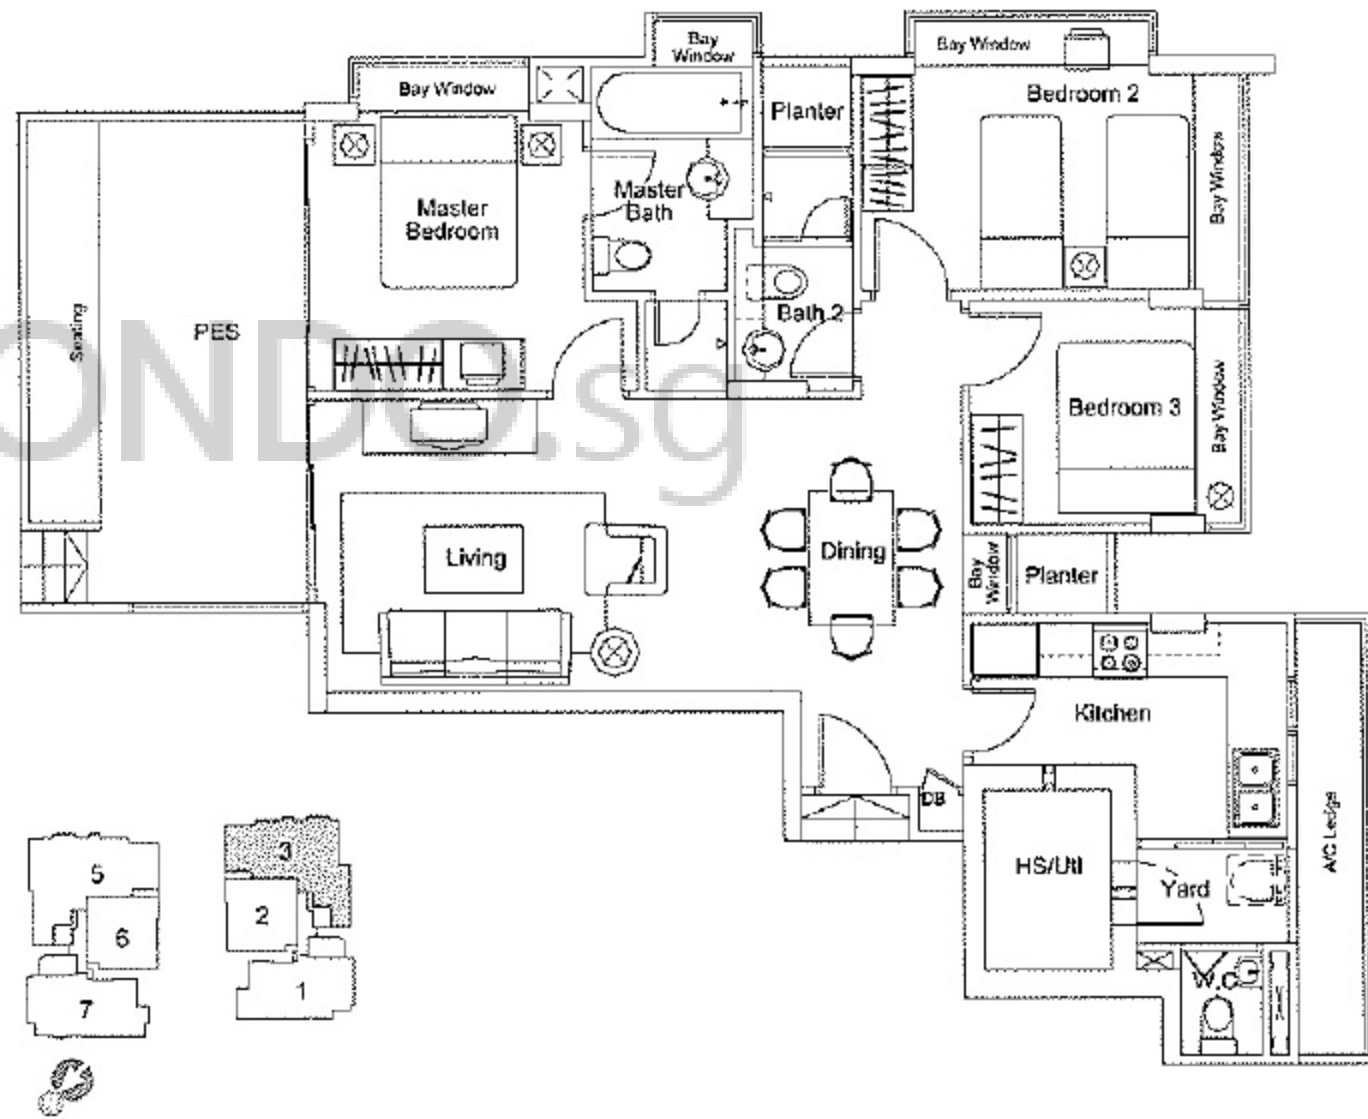 Bay
Window
Bay Window
Bay Window
Planter
Bedroom 2
Bay Window
Master
Bedroom
Master
Bath
Bath 2
Seating
PES
ONDO.sg
Bedroom 3
Bay Window
Living
Dining
Bay
Window
Planter
Kitchen
DB
HS/Util
Yard
A/C Ledge
W.C
5
6
7
3
2
1